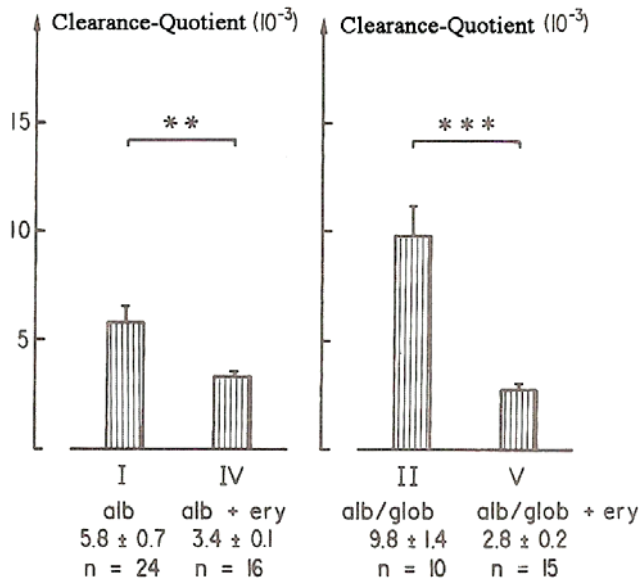 Clearance-Quotient (10⁻³) Clearance-Quotient (10⁻³)
15
** ***
10
5
I IV II V
alb alb + ery alb/glob alb/glob + ery
5.8 ± 0.7 3.4 ± 0.1 9.8 ± 1.4 2.8 ± 0.2
n = 24 n = 16 n = 10 n = 15